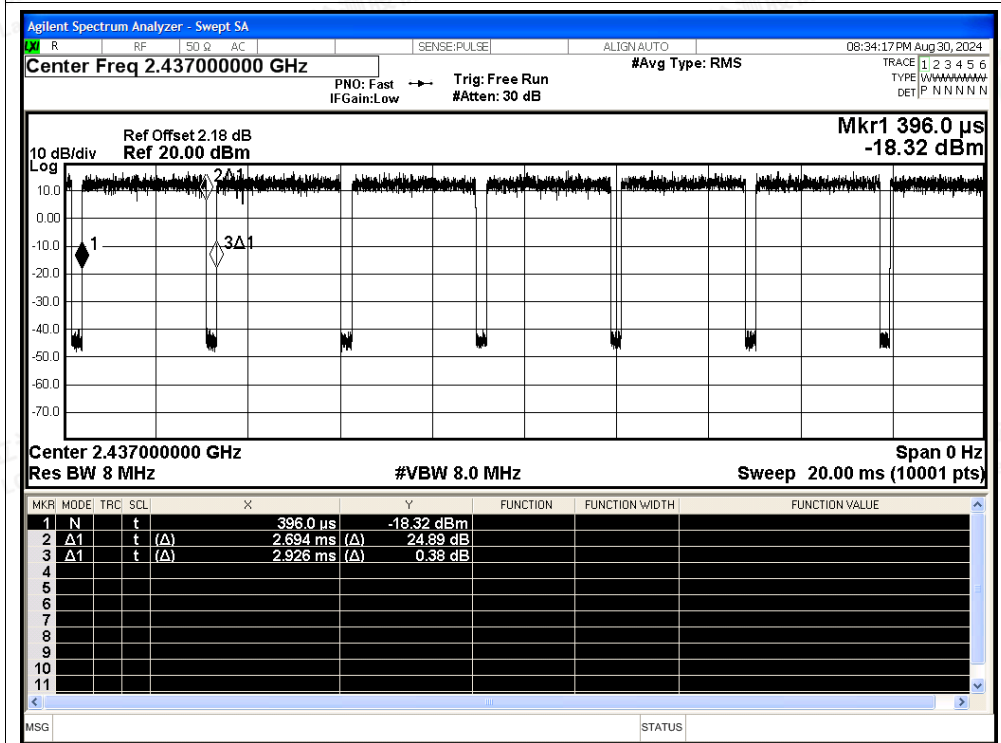 Agilent Spectrum Analyzer - Swept SA
LXI R RF 50 Ω AC SENSE:PULSE ALIGN AUTO 08:34:17 PM Aug 30, 2024
Center Freq 2.437000000 GHz #Avg Type: RMS TRACE 1 2 3 4 5 6
PNO: Fast Trig: Free Run TYPE WWWWWW
IFGain:Low #Atten: 30 dB DET P N N N N N
Mkr1 396.0 µs
-18.32 dBm
Ref Offset 2.18 dB
10 dB/div Ref 20.00 dBm
Log
10.0
0.00
-10.0
-20.0
-30.0
-40.0
-50.0
-60.0
-70.0
2Δ1
1
3Δ1
Center 2.437000000 GHz Span 0 Hz
Res BW 8 MHz #VBW 8.0 MHz Sweep 20.00 ms (10001 pts)
MKR MODE TRC SCL X Y FUNCTION FUNCTION WIDTH FUNCTION VALUE
1 N t 396.0 µs -18.32 dBm
2 Δ1 t (Δ) 2.694 ms (Δ) 24.89 dB
3 Δ1 t (Δ) 2.926 ms (Δ) 0.38 dB
4
5
6
7
8
9
10
11
MSG STATUS